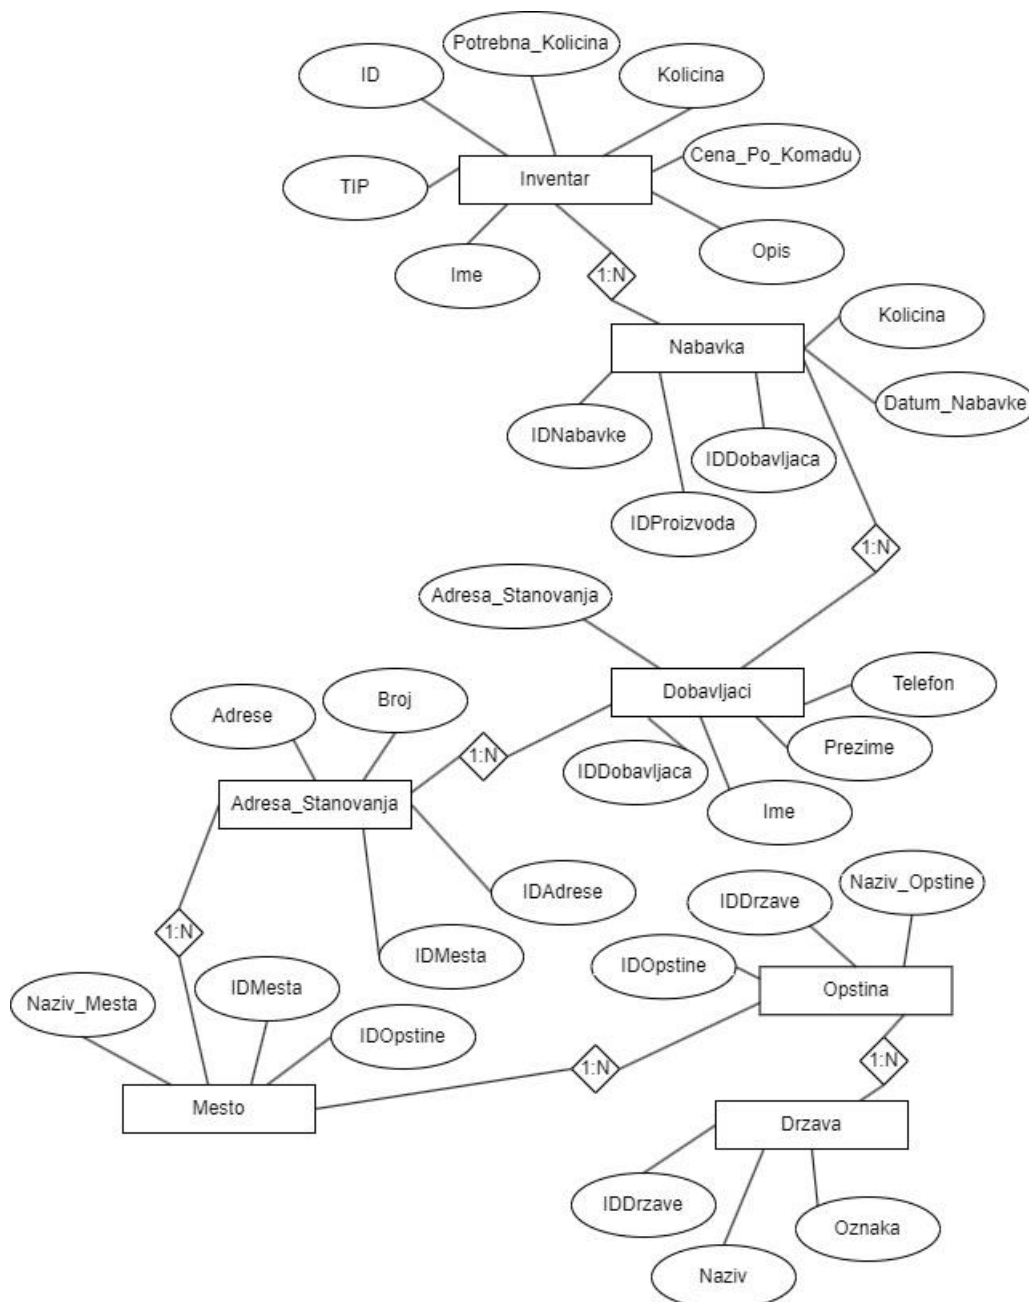 Potrebna_Kolicina
ID
Kolicina
Cena_Po_Komadu
TIP
Inventar
Ime
Opis
1:N
Kolicina
Nabavka
Datum_Nabavke
IDNabavke
IDDobavljaca
IDProizvoda
1:N
Adresa_Stanovanja
Dobavljaci
Telefon
Broj
Adrese
Prezime
1:N
IDDobavljaca
Adresa_Stanovanja
Ime
IDAdrese
Naziv_Opstine
IDDrzave
1:N
IDMesta
IDOpstine
Opstina
Naziv_Mesta
IDMesta
IDOpstine
1:N
1:N
Mesto
Drzava
IDDrzave
Oznaka
Naziv